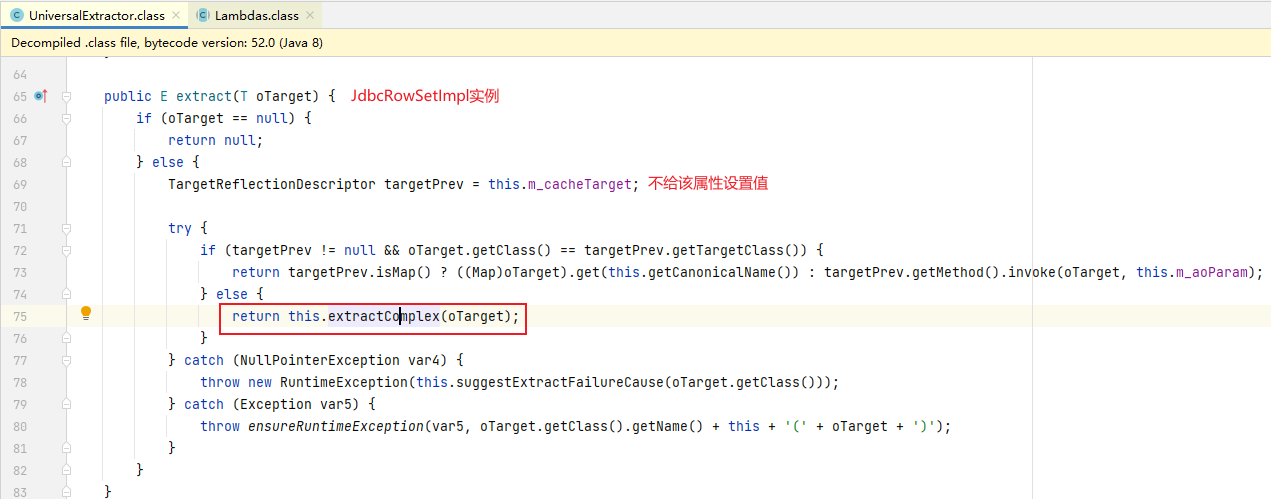 UniversalExtractor.class Lambdas.class
Decompiled .class file, bytecode version: 52.0 (Java 8)
64
65 public E extract(T oTarget) { JdbcRowSetImpl实例
66 if (oTarget == null) {
67 return null;
68 } else {
69 TargetReflectionDescriptor targetPrev = this.m_cacheTarget; 不给该属性设置值
70
71 try {
72 if (targetPrev != null && oTarget.getClass() == targetPrev.getTargetClass()) {
73 return targetPrev.isMap() ? ((Map)oTarget).get(this.getCanonicalName()) : targetPrev.getMethod().invoke(oTarget, this.m_aoParam);
74 } else {
75 return this.extractComplex(oTarget);
76 }
77 } catch (NullPointerException var4) {
78 throw new RuntimeException(this.suggestExtractFailureCause(oTarget.getClass()));
79 } catch (Exception var5) {
80 throw ensureRuntimeException(var5, oTarget.getClass().getName() + this + '(' + oTarget + ')');
81 }
82 }
83 }